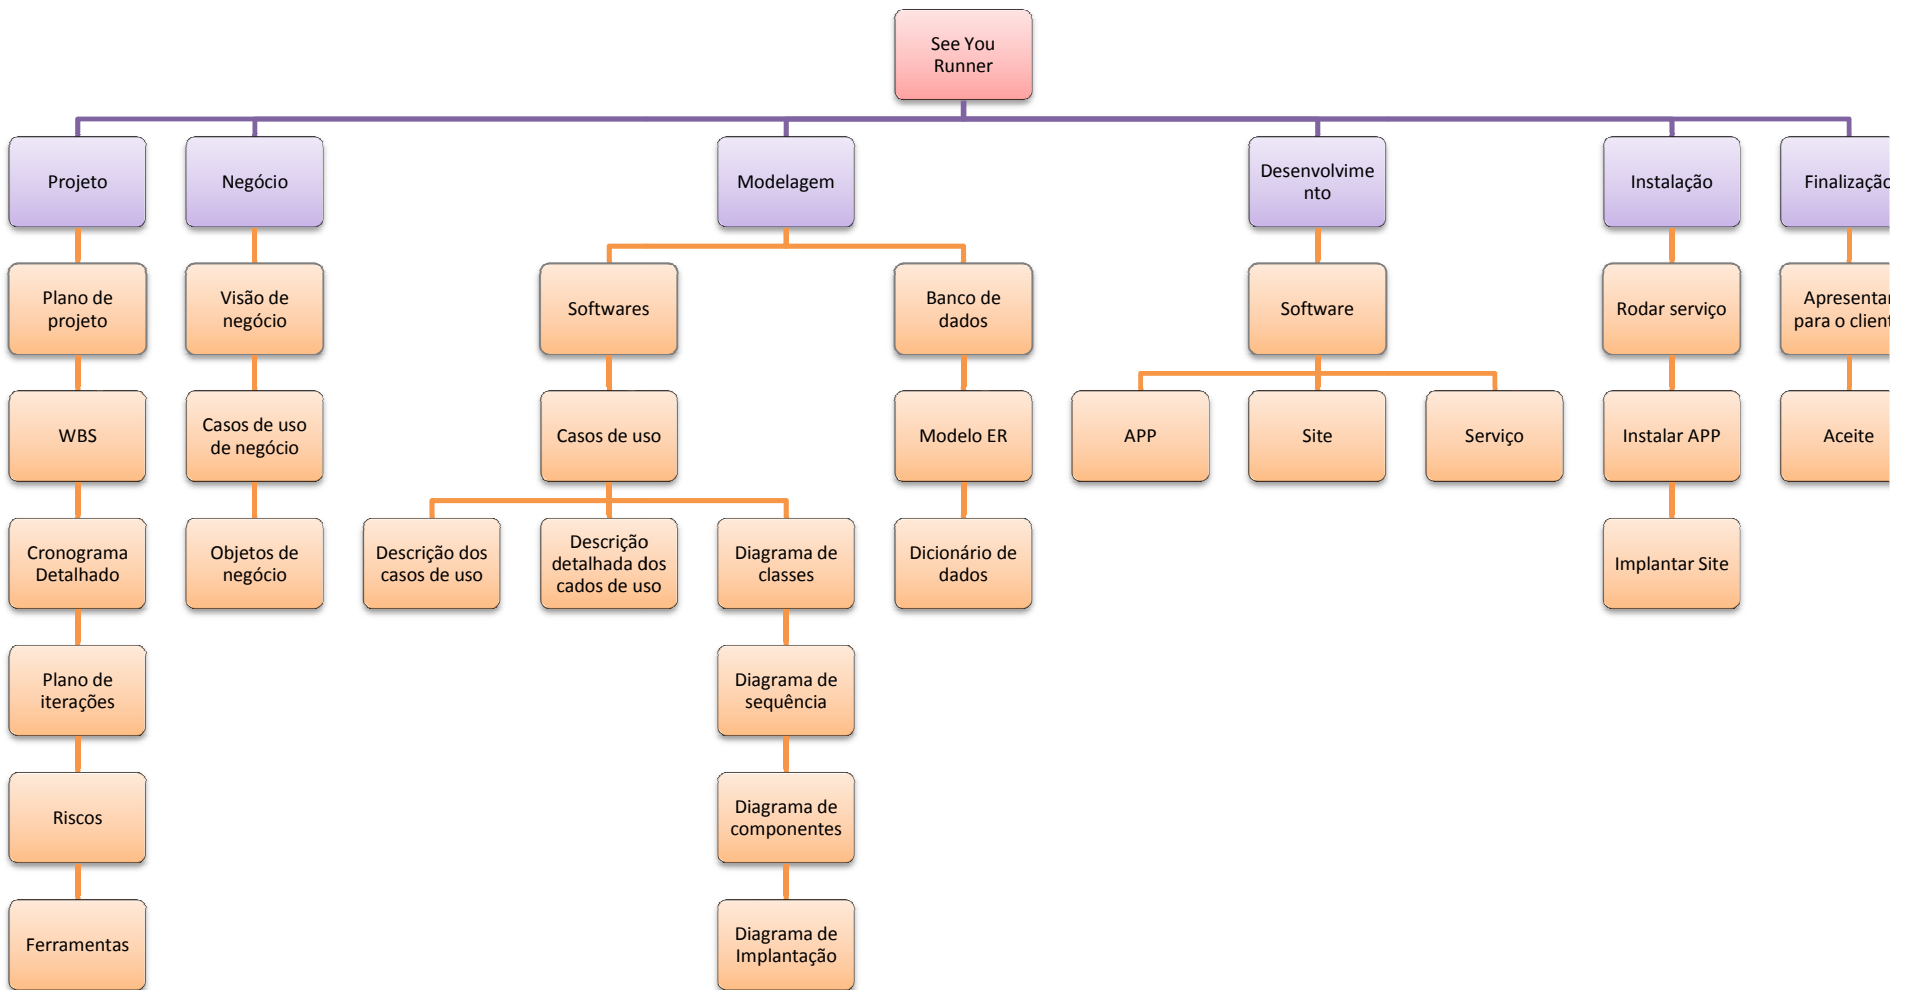 See You
Runner
Projeto
Negócio
Modelagem
Desenvolvime
nto
Instalação
Finalização
Plano de
projeto
Visão de
negócio
Softwares
Banco de
dados
Software
Rodar serviço
Apresentar
para o client
WBS
Casos de uso
de negócio
Casos de uso
Modelo ER
APP
Site
Serviço
Instalar APP
Aceite
Cronograma
Detalhado
Objetos de
negócio
Descrição dos
casos de uso
Descrição
detalhada dos
cados de uso
Diagrama de
classes
Dicionário de
dados
Implantar Site
Plano de
iterações
Diagrama de
sequência
Riscos
Diagrama de
componentes
Ferramentas
Diagrama de
Implantação